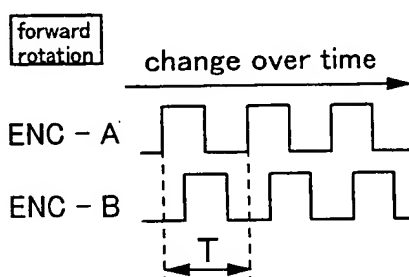 forward
rotation
change over time
ENC - A
ENC - B
T